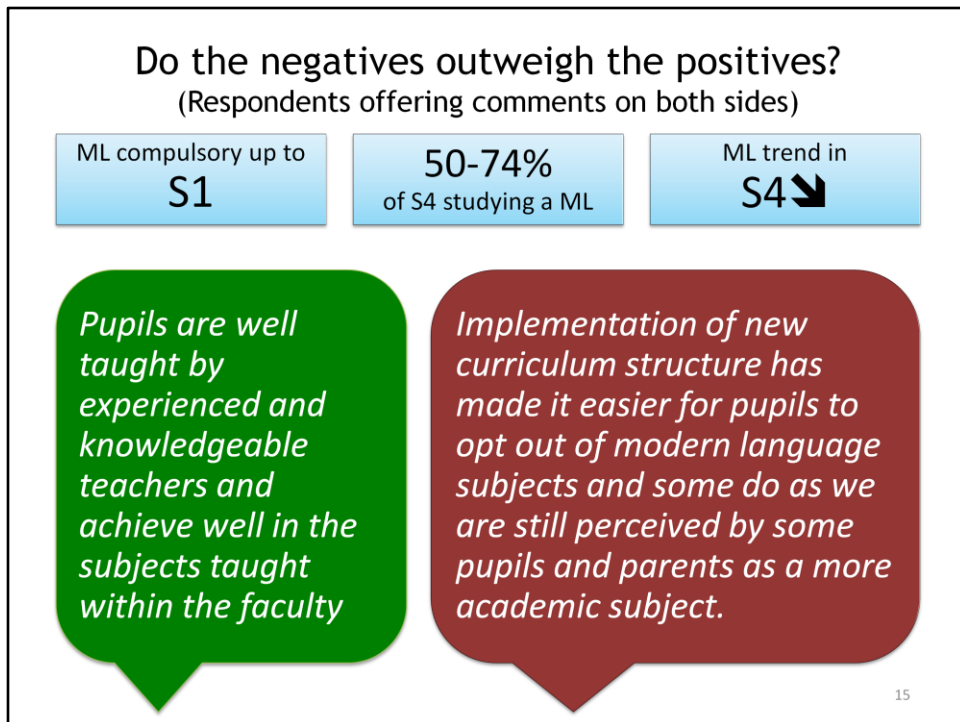 Do the negatives outweigh the positives?
(Respondents offering comments on both sides)
ML compulsory up to
S1
50-74%
of S4 studying a ML
ML trend in
S4
Pupils are well
taught by
experienced and
knowledgeable
teachers and
achieve well in the
subjects taught
within the faculty
Implementation of new
curriculum structure has
made it easier for pupils to
opt out of modern language
subjects and some do as we
are still perceived by some
pupils and parents as a more
academic subject.
15